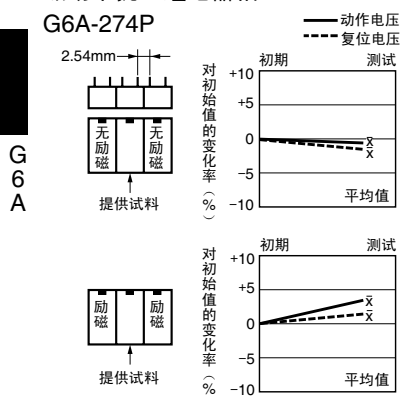 G6A-274P
动作电压
复位电压
2.54mm
无励磁
无励磁
提供试料
对初始值的变化率（%）
初期
测试
+10
+5
0
−5
−10
x̄
x̄
平均值
G6A
励磁
励磁
提供试料
对初始值的变化率（%
初期
测试
+10
+5
0
−5
−10
x̄
x̄
平均值